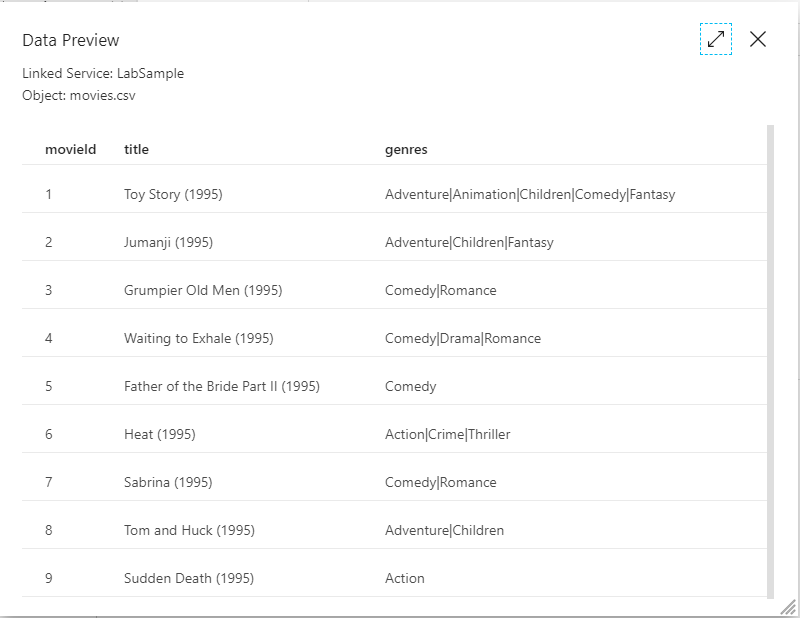 Data Preview
Linked Service: LabSample
Object: movies.csv
movieId title genres
1 Toy Story (1995) Adventure|Animation|Children|Comedy|Fantasy
2 Jumanji (1995) Adventure|Children|Fantasy
3 Grumpier Old Men (1995) Comedy|Romance
4 Waiting to Exhale (1995) Comedy|Drama|Romance
5 Father of the Bride Part II (1995) Comedy
6 Heat (1995) Action|Crime|Thriller
7 Sabrina (1995) Comedy|Romance
8 Tom and Huck (1995) Adventure|Children
9 Sudden Death (1995) Action